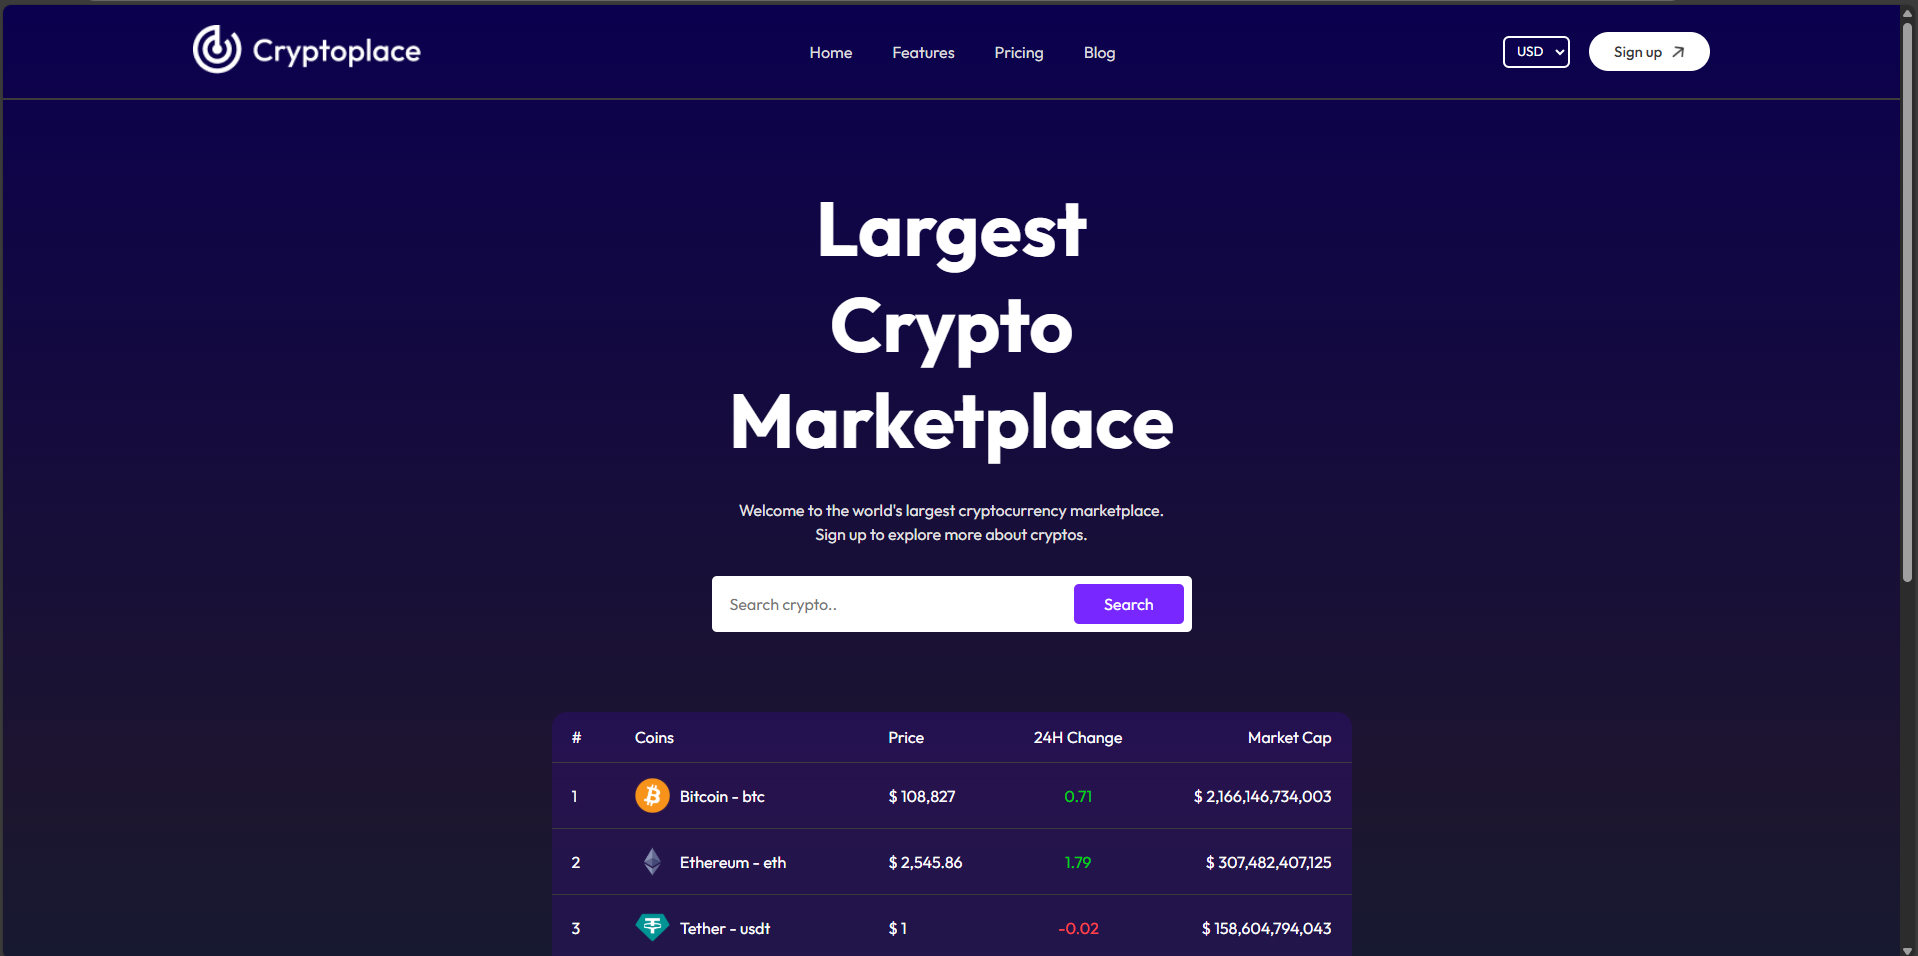 Cryptoplace Home Features Pricing Blog USD Sign up
Largest
Crypto
Marketplace
Welcome to the world's largest cryptocurrency marketplace.
Sign up to explore more about cryptos.
Search crypto.. Search
# Coins Price 24H Change Market Cap
1 Bitcoin - btc $ 108,827 0.71 $ 2,166,146,734,003
2 Ethereum - eth $ 2,545.86 1.79 $ 307,482,407,125
3 Tether - usdt $ 1 -0.02 $ 158,604,794,043